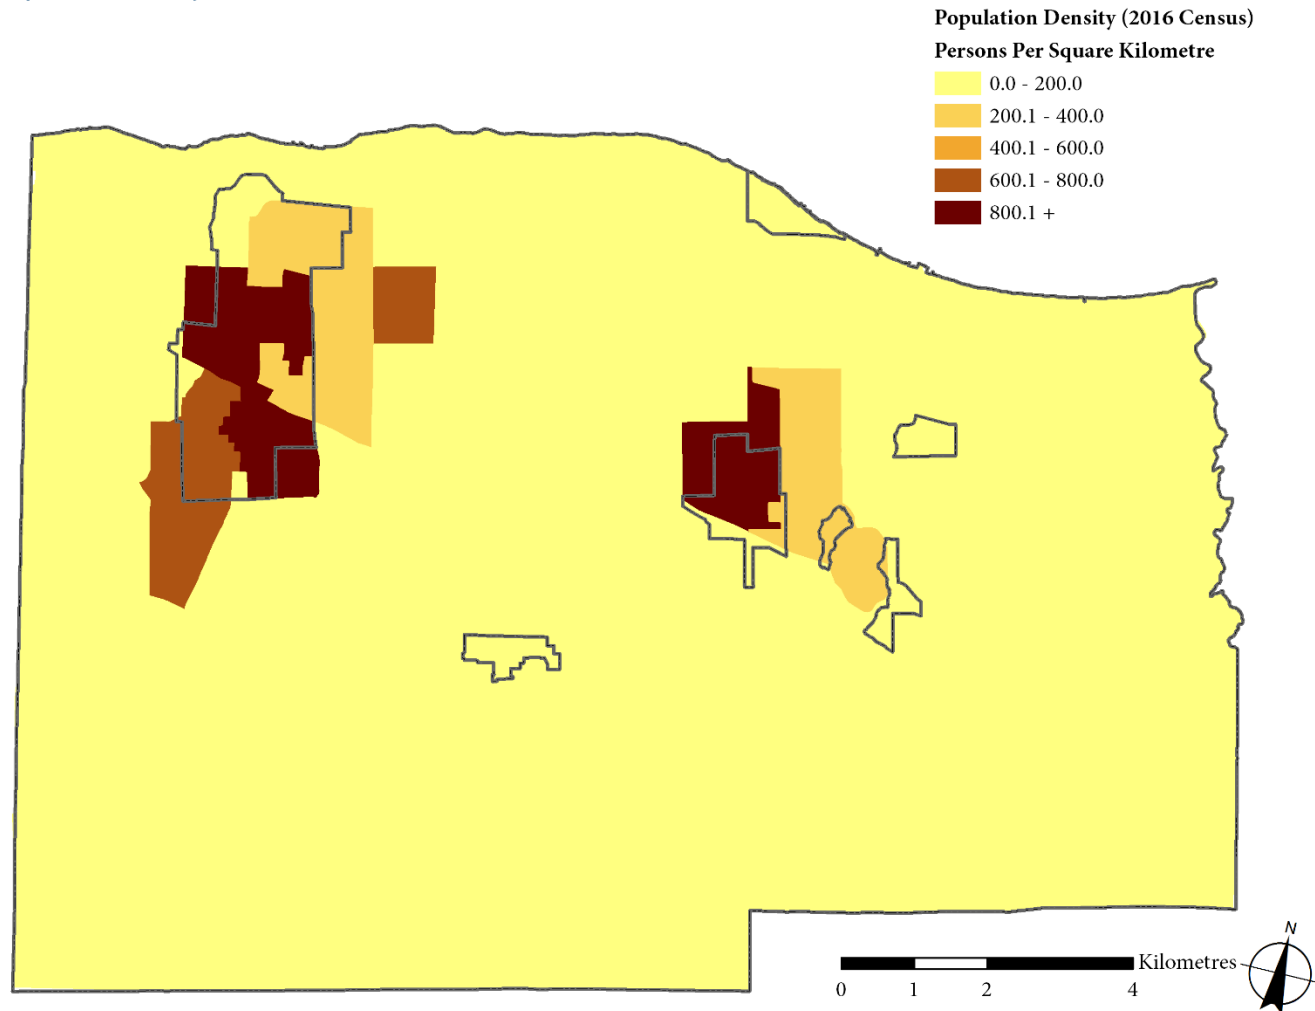 Population Density (2016 Census)
Persons Per Square Kilometre
0.0 - 200.0
200.1 - 400.0
400.1 - 600.0
600.1 - 800.0
800.1 +
N
Kilometres
0 1 2 4